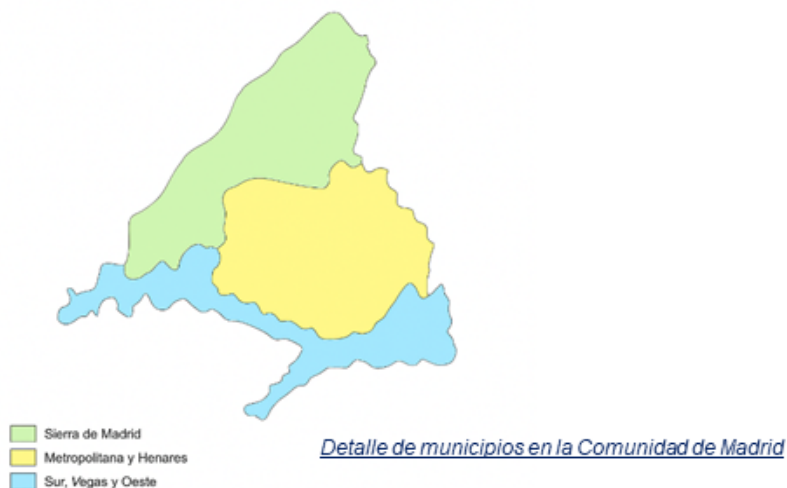 Sierra de Madrid
Metropolitana y Henares
Sur, Vegas y Oeste
Detalle de municipios en la Comunidad de Madrid